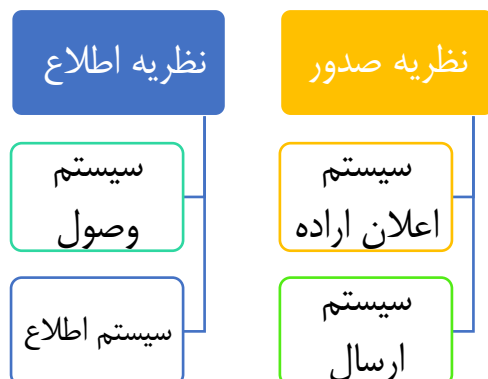 نظریه صدور
سیستم
اعلان اراده
سیستم
ارسال
نظریه اطلاع
سیستم
وصول
سیستم اطلاع